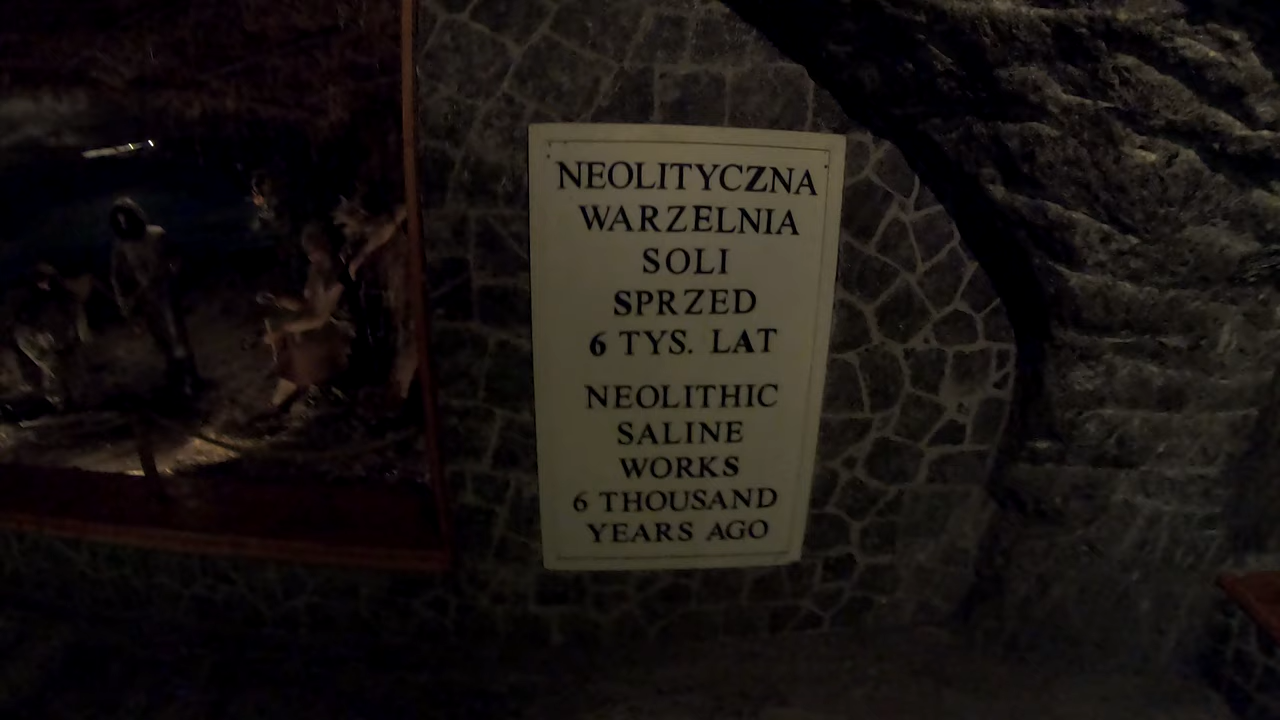 NEOLITYCZNA
WARZELNIA
SOLI
SPRZED
6 TYS. LAT
NEOLITHIC
SALINE
WORKS
6 THOUSAND
YEARS AGO